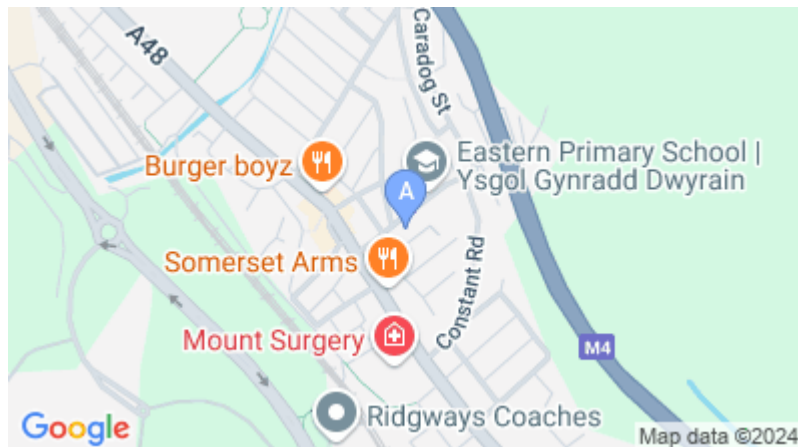 A48
Caradog St
Burger boyz
Eastern Primary School |
Ysgol Gynradd Dwyrain
A
Somerset Arms
Constant Rd
Mount Surgery
M4
Ridgways Coaches
Google
Map data ©2024